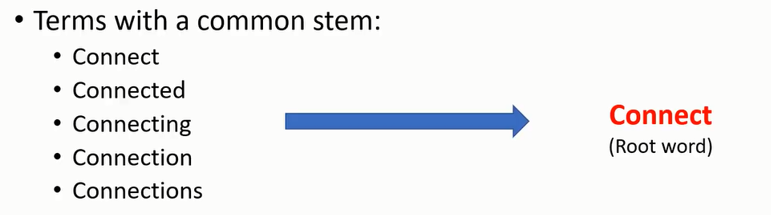 • Terms with a common stem:
• Connect
• Connected
• Connecting
• Connection
• Connections
Connect
(Root word)